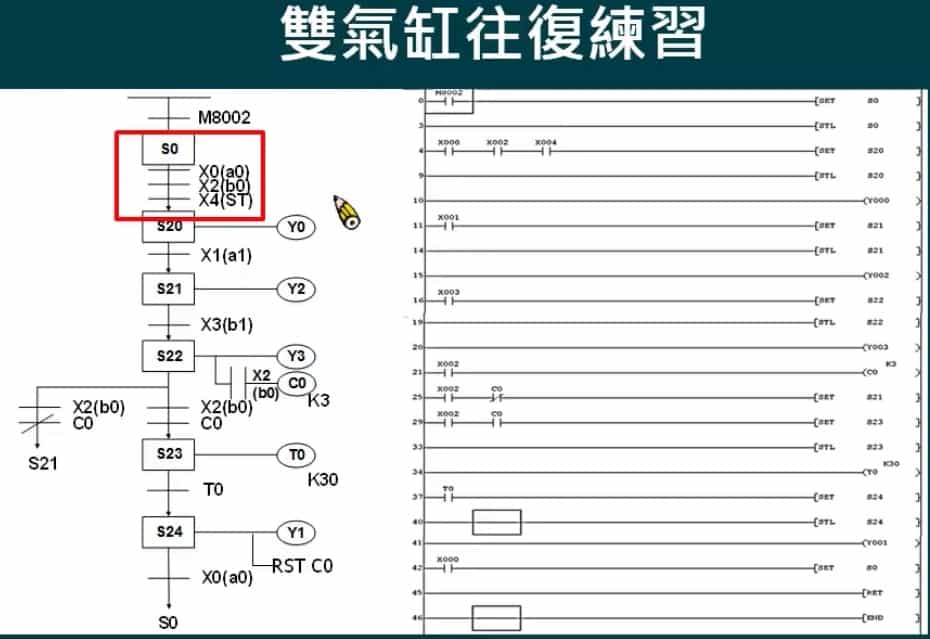 雙氣缸往復練習
M8002
S0
X0(a0)
X2(b0)
X4(ST)
S20
Y0
X1(a1)
S21
Y2
X3(b1)
S22
Y3
X2
(b0)
C0
K3
X2(b0)
C0
S21
X2(b0)
C0
S23
T0
K30
T0
S24
Y1
RST C0
X0(a0)
S0
M8002
0
SET S0
3
STL S0
X000 X002 X004
4
SET S20
9
STL S20
10
Y000
X001
11
SET S21
14
STL S21
15
Y002
X003
16
SET S22
19
STL S22
20
Y003
X002
K3
21
C0
X002 C0
25
SET S21
X002 C0
29
SET S23
33
STL S23
K30
34
T0
T0
37
SET S24
40
STL S24
41
Y001
X000
42
SET S0
45
RET
46
END